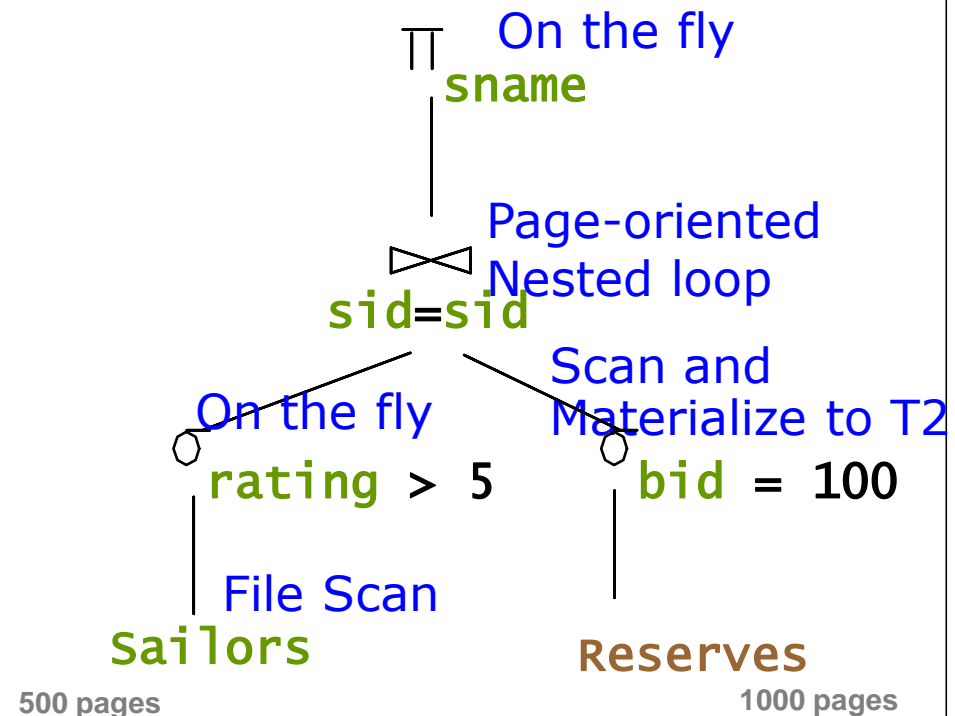 On the fly
sname
Page-oriented
Nested loop
sid=sid
Scan and
Materialize to T2
On the fly
rating > 5
bid = 100
File Scan
Sailors
Reserves
500 pages
1000 pages